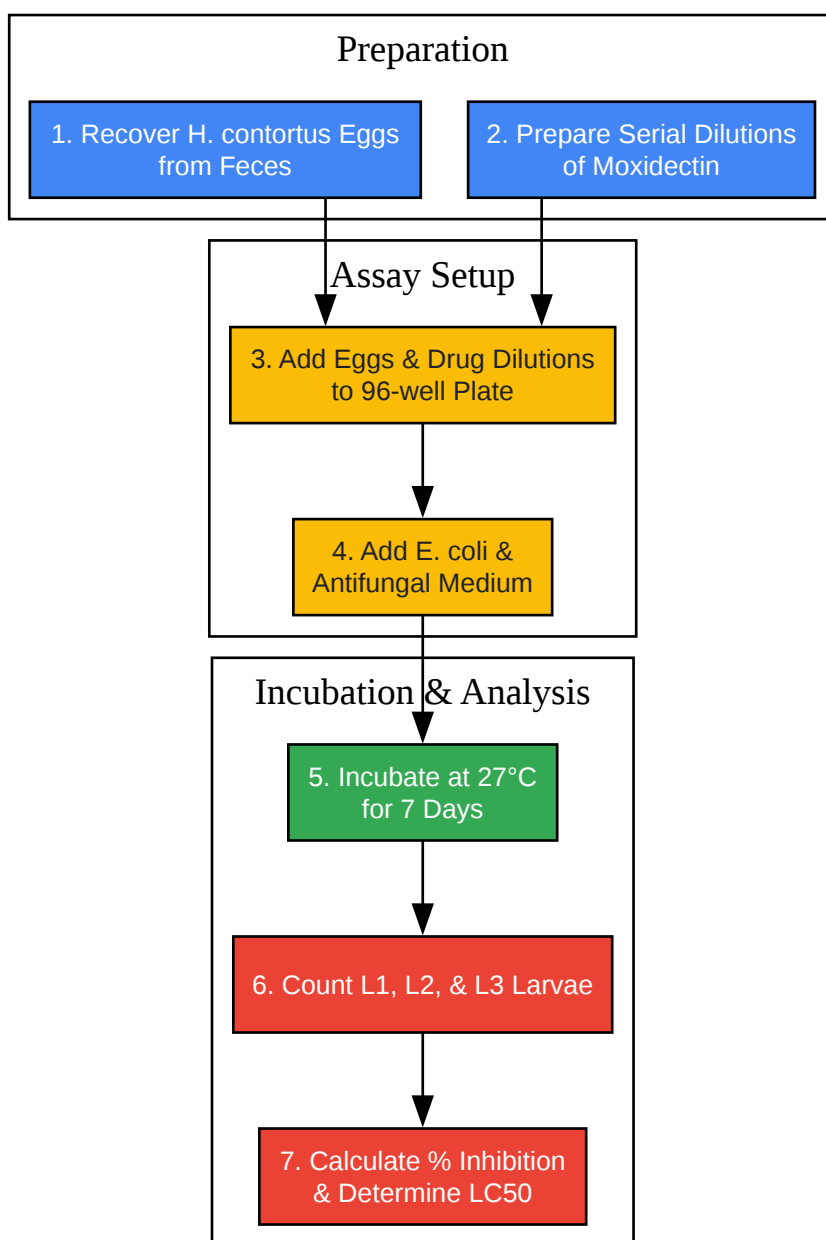 Preparation
1. Recover H. contortus Eggs
from Feces
2. Prepare Serial Dilutions
of Moxidectin
Assay Setup
3. Add Eggs & Drug Dilutions
to 96-well Plate
4. Add E. coli &
Antifungal Medium
Incubation & Analysis
5. Incubate at 27°C
for 7 Days
6. Count L1, L2, & L3 Larvae
7. Calculate % Inhibition
& Determine LC50